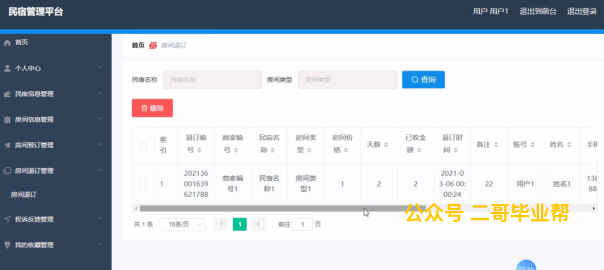 民宿管理平台
用户 用户1 退出到前台 退出登录
首页
个人中心
民宿信息管理
房间信息管理
房间预订管理
房间退订管理
房间退订
投诉反馈管理
我的收藏管理
首页 房间退订
民宿名称 民宿名称 房间类型 房间类型 查询
删除
索引 退订编号 商家编号 民宿名称 房间类型 房间价格 天数 已收金额 退订时间 备注 账号 姓名 手机
1 202136001639621788 商家编号1 民宿名称1 房间类型1 1 2 2 2021-03-06 00:00:24 22 用户1 姓名1 13888
共 1 条 10条/页 1 前往 1 页
公众号 二哥毕业帮